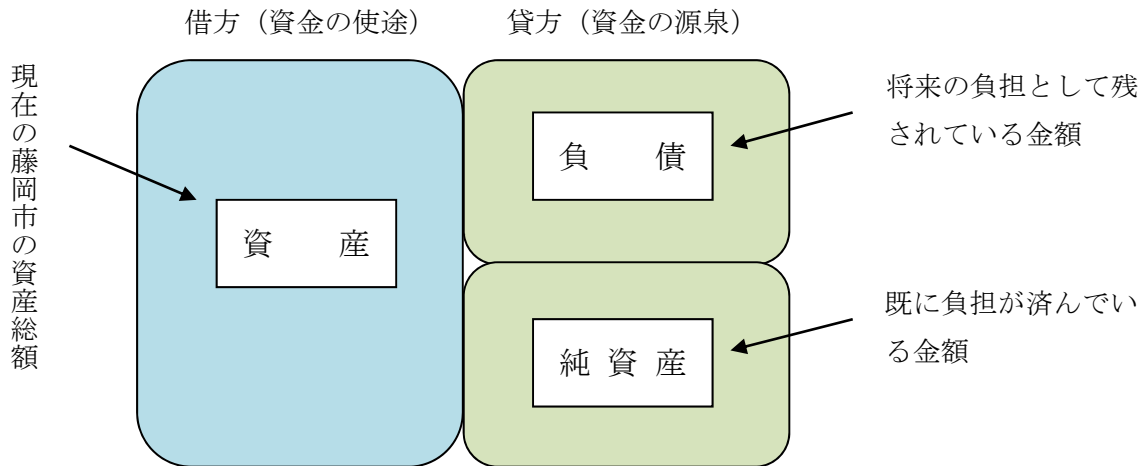 借方（資金の使途）
貸方（資金の源泉）
現在の藤岡市の資産総額
資　産
負　債
将来の負担として残
されている金額
純 資 産
既に負担が済んでい
る金額